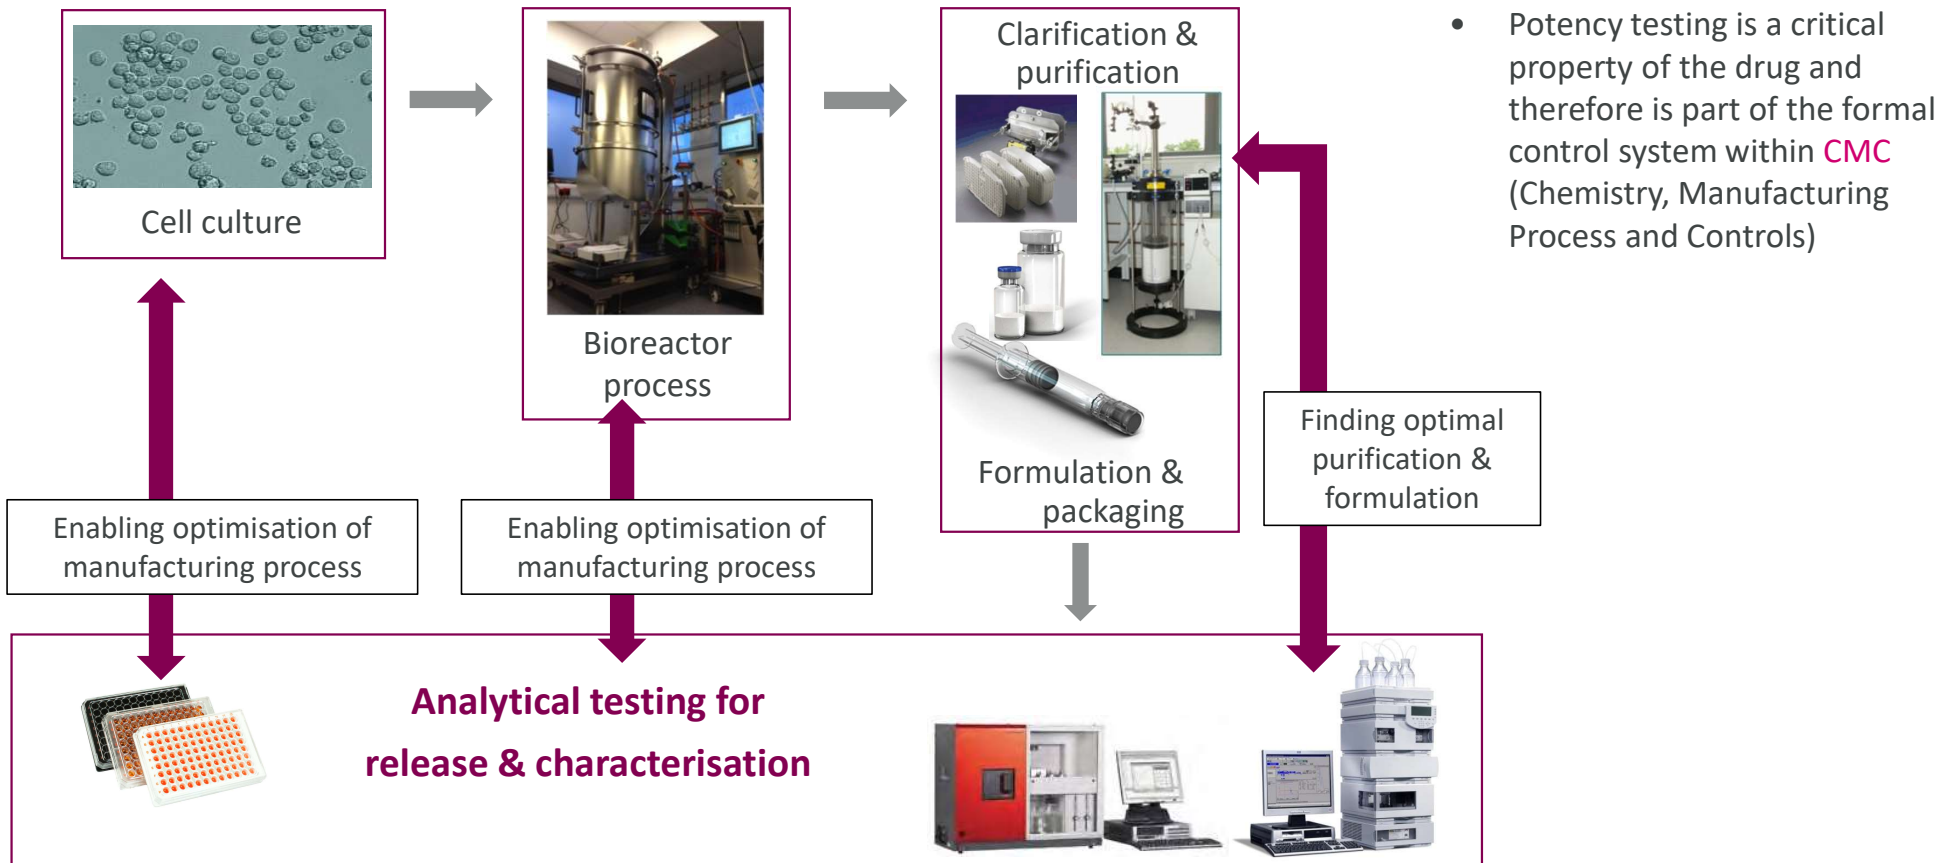 Cell culture
Bioreactor
process
Clarification &
purification
Formulation &
packaging
• Potency testing is a critical
property of the drug and
therefore is part of the formal
control system within CMC
(Chemistry, Manufacturing
Process and Controls)
Enabling optimisation of
manufacturing process
Enabling optimisation of
manufacturing process
Finding optimal
purification &
formulation
Analytical testing for
release & characterisation